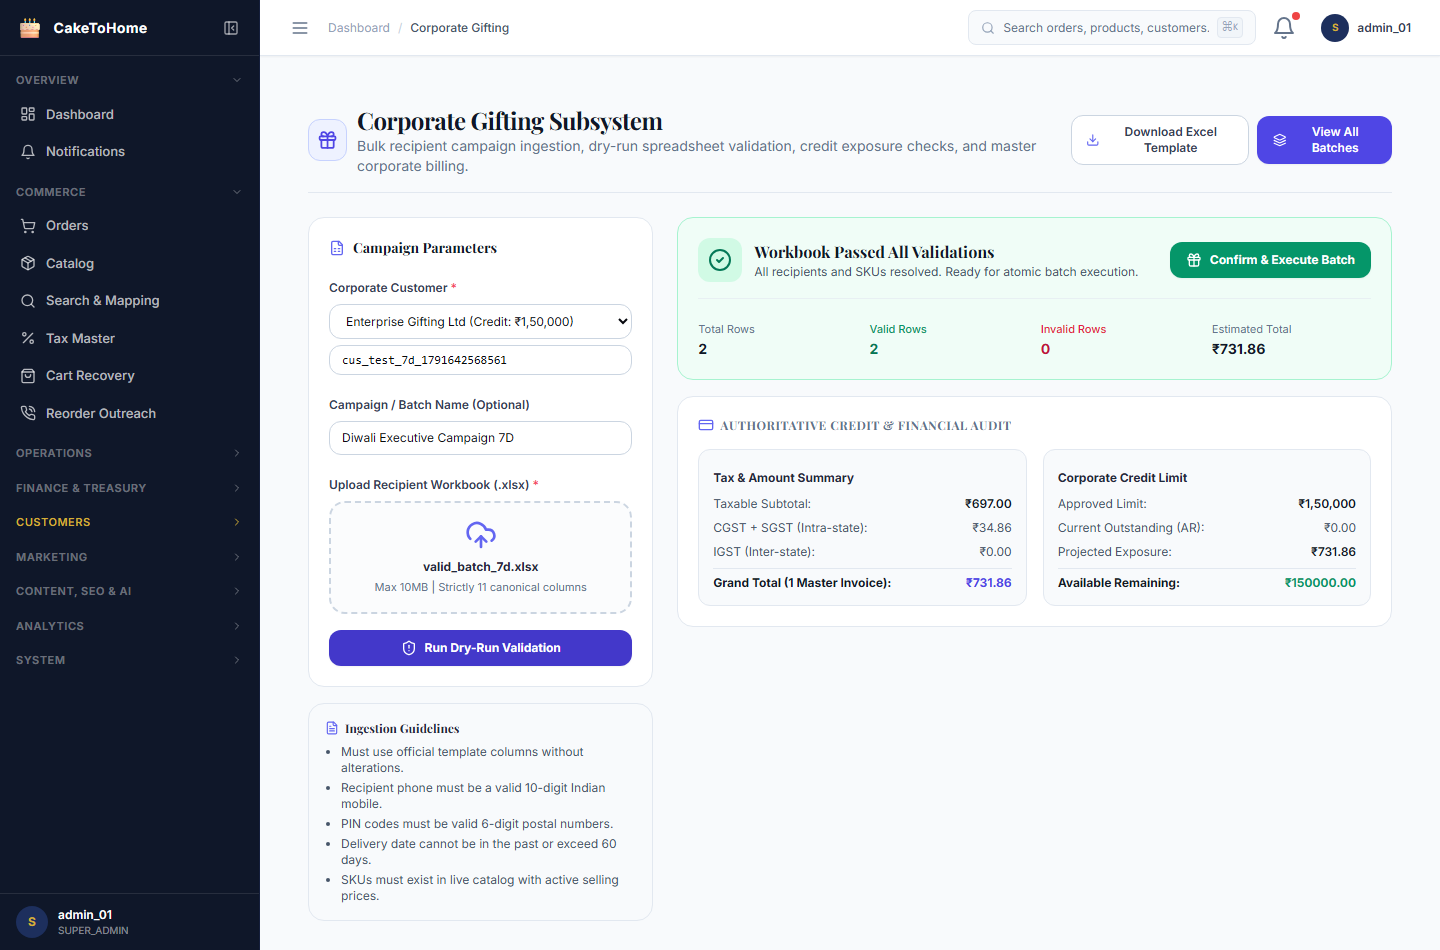 CakeToHome
OVERVIEW
Dashboard
Notifications
COMMERCE
Orders
Catalog
Search & Mapping
Tax Master
Cart Recovery
Reorder Outreach
OPERATIONS
FINANCE & TREASURY
CUSTOMERS
MARKETING
CONTENT, SEO & AI
ANALYTICS
SYSTEM
S
admin_01
SUPER_ADMIN
Dashboard / Corporate Gifting
Search orders, products, customers. ⌘K
S admin_01
Corporate Gifting Subsystem
Bulk recipient campaign ingestion, dry-run spreadsheet validation, credit exposure checks, and master
corporate billing.
Download Excel
Template
View All
Batches
Campaign Parameters
Corporate Customer *
Enterprise Gifting Ltd (Credit: ₹1,50,000)
cus_test_7d_1791642568561
Campaign / Batch Name (Optional)
Diwali Executive Campaign 7D
Upload Recipient Workbook (.xlsx) *
valid_batch_7d.xlsx
Max 10MB | Strictly 11 canonical columns
Run Dry-Run Validation
Ingestion Guidelines
• Must use official template columns without
alterations.
• Recipient phone must be a valid 10-digit Indian
mobile.
• PIN codes must be valid 6-digit postal numbers.
• Delivery date cannot be in the past or exceed 60
days.
• SKUs must exist in live catalog with active selling
prices.
Workbook Passed All Validations
All recipients and SKUs resolved. Ready for atomic batch execution.
Confirm & Execute Batch
Total Rows
2
Valid Rows
2
Invalid Rows
0
Estimated Total
₹731.86
AUTHORITATIVE CREDIT & FINANCIAL AUDIT
Tax & Amount Summary
Taxable Subtotal: ₹697.00
CGST + SGST (Intra-state): ₹34.86
IGST (Inter-state): ₹0.00
Grand Total (1 Master Invoice): ₹731.86
Corporate Credit Limit
Approved Limit: ₹1,50,000
Current Outstanding (AR): ₹0.00
Projected Exposure: ₹731.86
Available Remaining: ₹150000.00